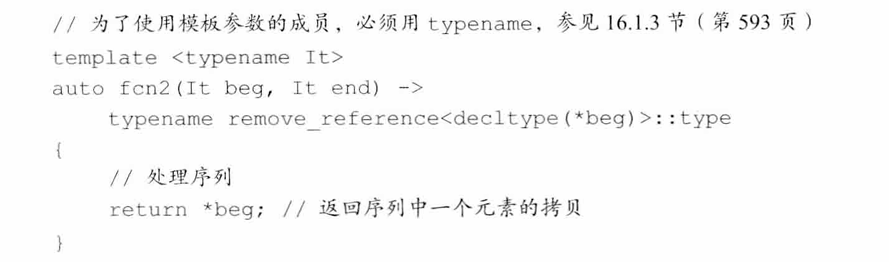 // 为了使用模板参数的成员，必须用 typename，参见 16.1.3 节（第 593 页）
template <typename It>
auto fcn2(It beg, It end) ->
    typename remove_reference<decltype(*beg)>::type
{
    // 处理序列
    return *beg; // 返回序列中一个元素的拷贝
}